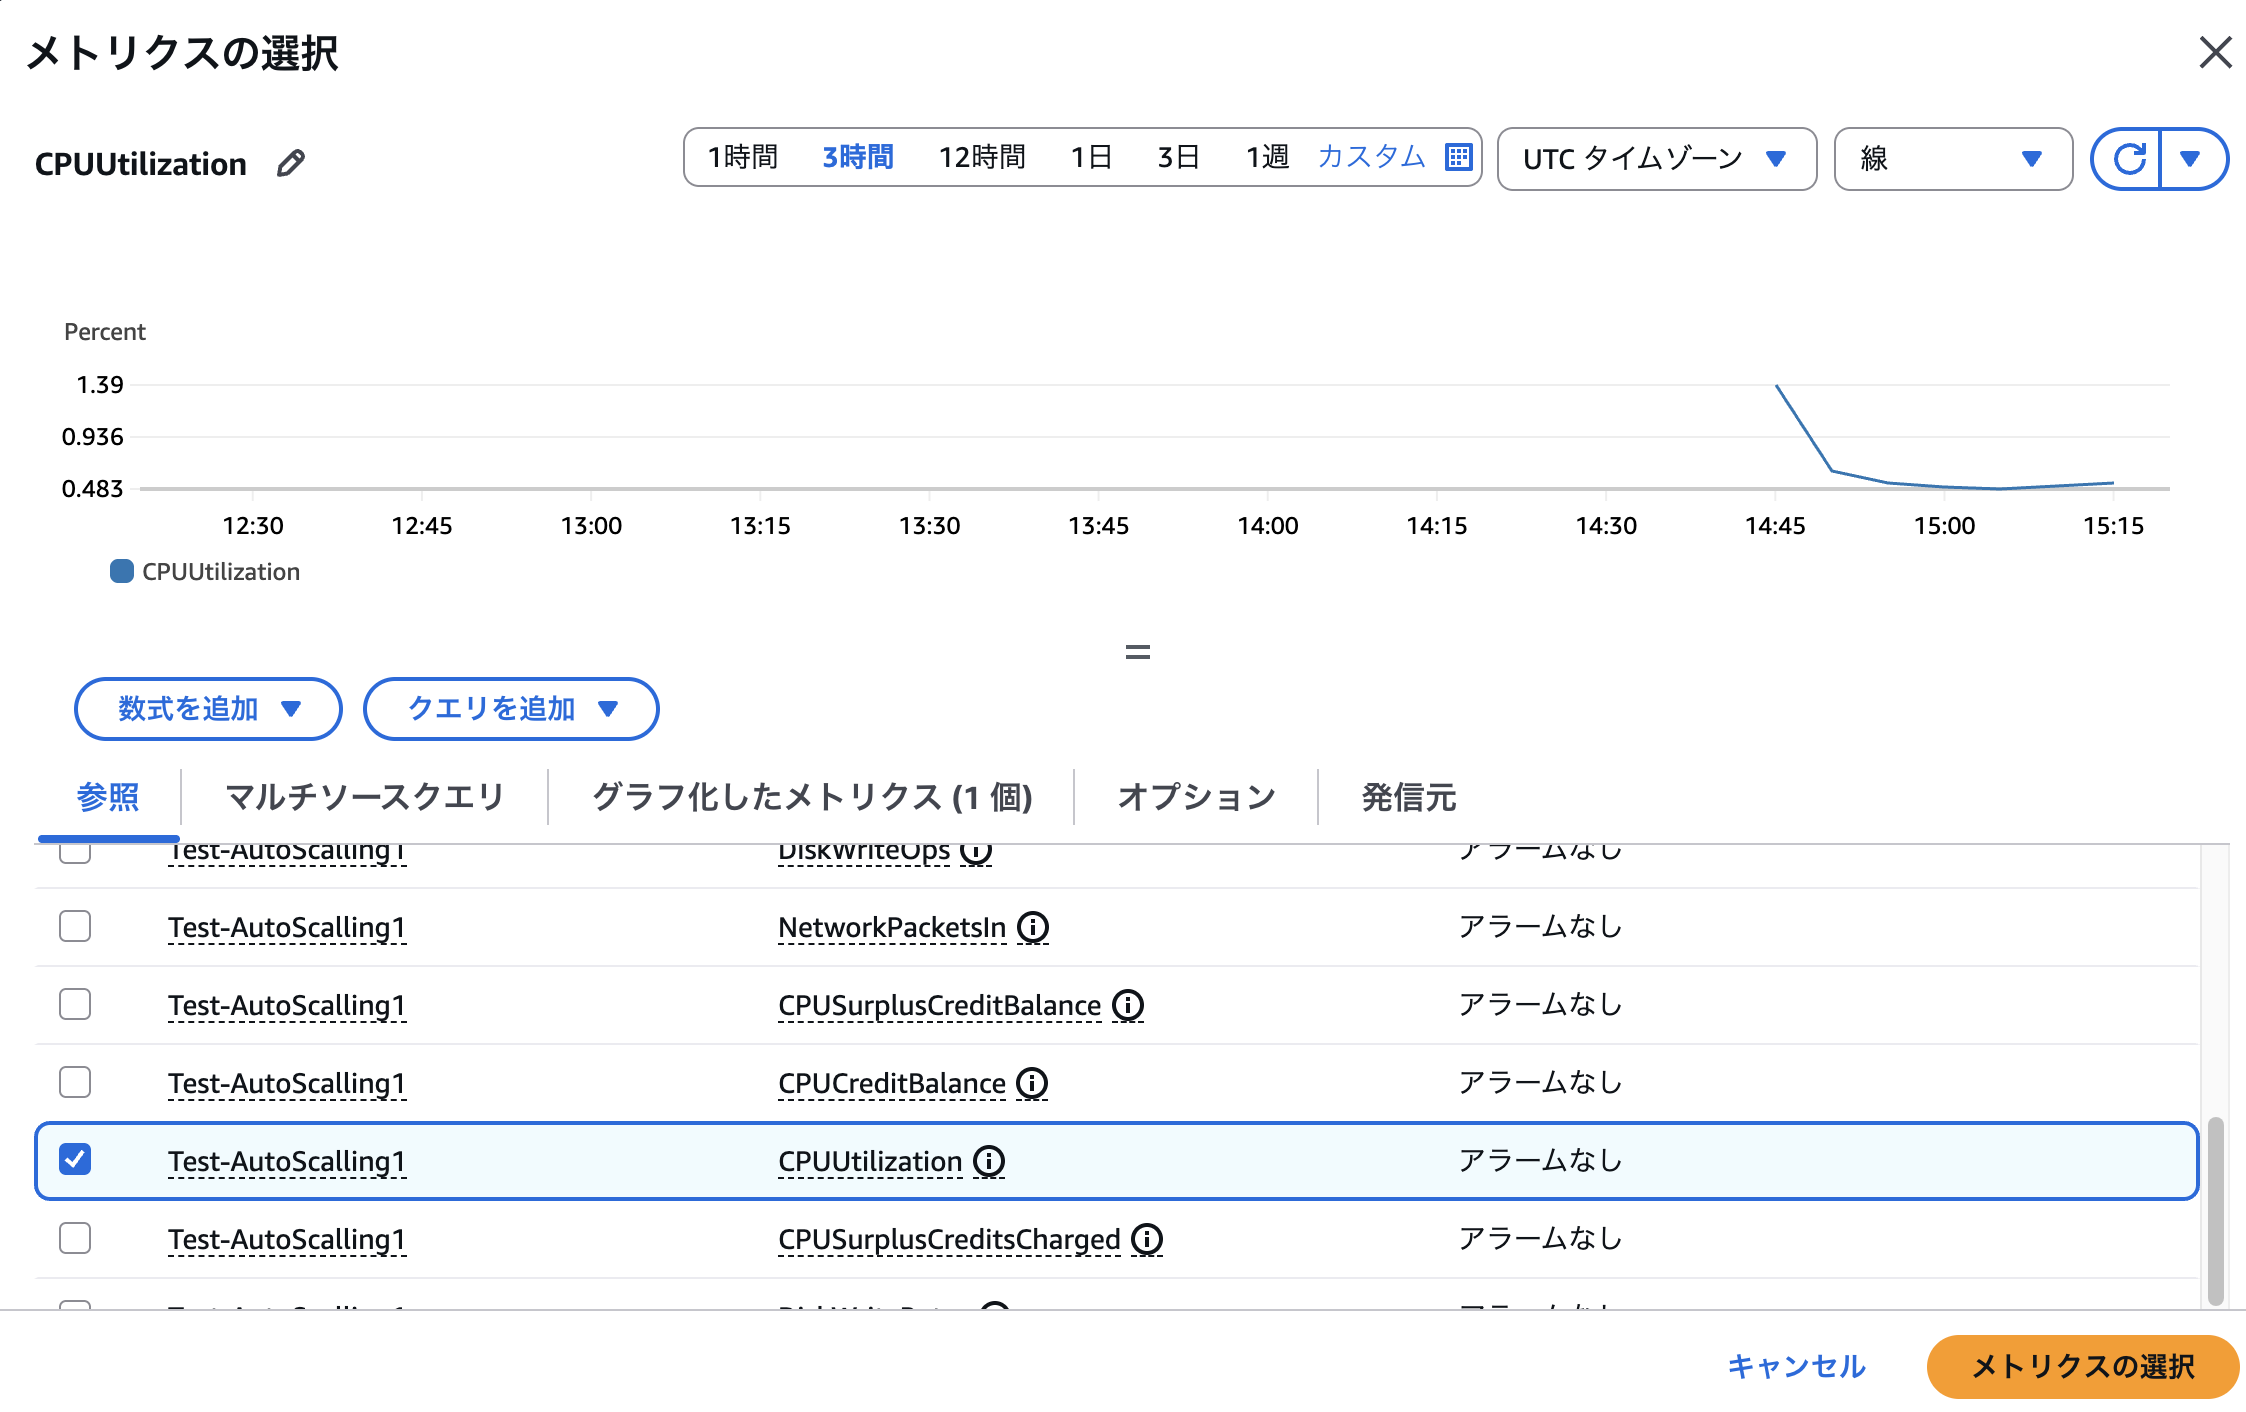 メトリクスの選択
CPUUtilization
1時間 3時間 12時間 1日 3日 1週 カスタム
UTC タイムゾーン
線
Percent
1.39
0.936
0.483
12:30 12:45 13:00 13:15 13:30 13:45 14:00 14:15 14:30 14:45 15:00 15:15
CPUUtilization
数式を追加 クエリを追加
参照 マルチソースクエリ グラフ化したメトリクス (1 個) オプション 発信元
Test-AutoScalling1 DiskWriteOps アラームなし
Test-AutoScalling1 NetworkPacketsIn アラームなし
Test-AutoScalling1 CPUSurplusCreditBalance アラームなし
Test-AutoScalling1 CPUCreditBalance アラームなし
Test-AutoScalling1 CPUUtilization アラームなし
Test-AutoScalling1 CPUSurplusCreditsCharged アラームなし
キャンセル メトリクスの選択